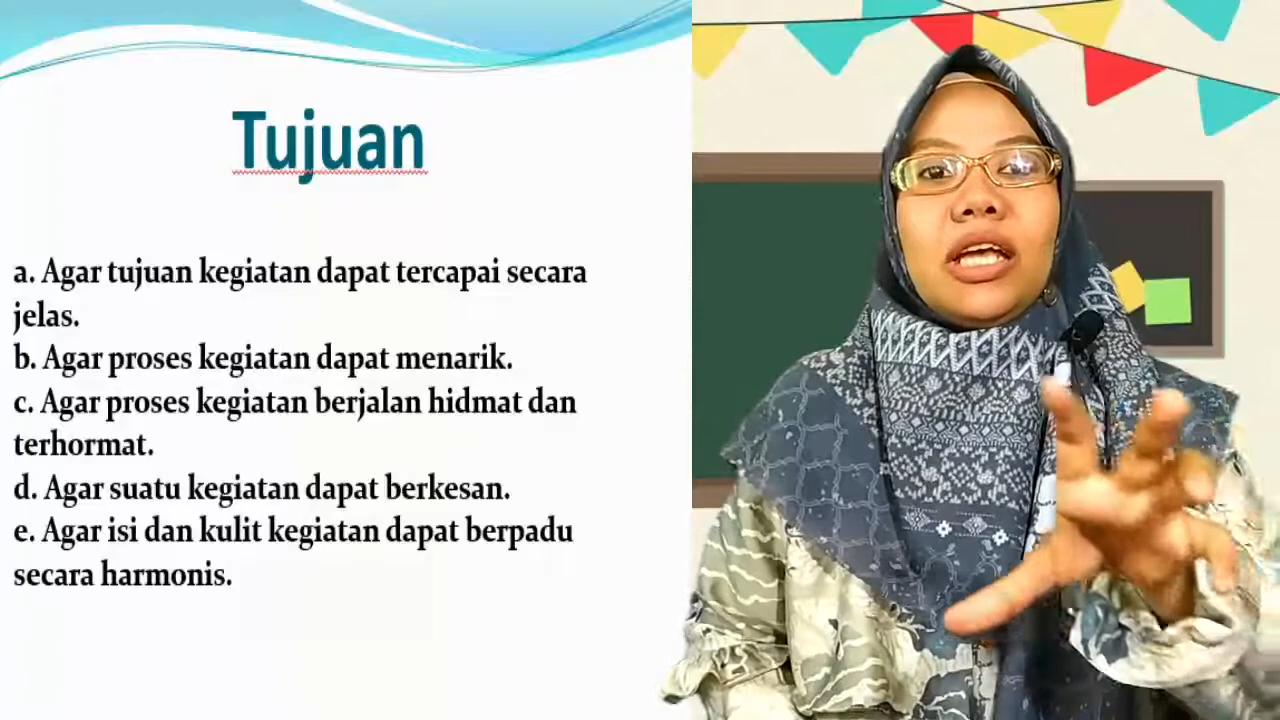 Tujuan
a. Agar tujuan kegiatan dapat tercapai secara
jelas.
b. Agar proses kegiatan dapat menarik.
c. Agar proses kegiatan berjalan hidmat dan
terhormat.
d. Agar suatu kegiatan dapat berkesan.
e. Agar isi dan kulit kegiatan dapat berpadu
secara harmonis.